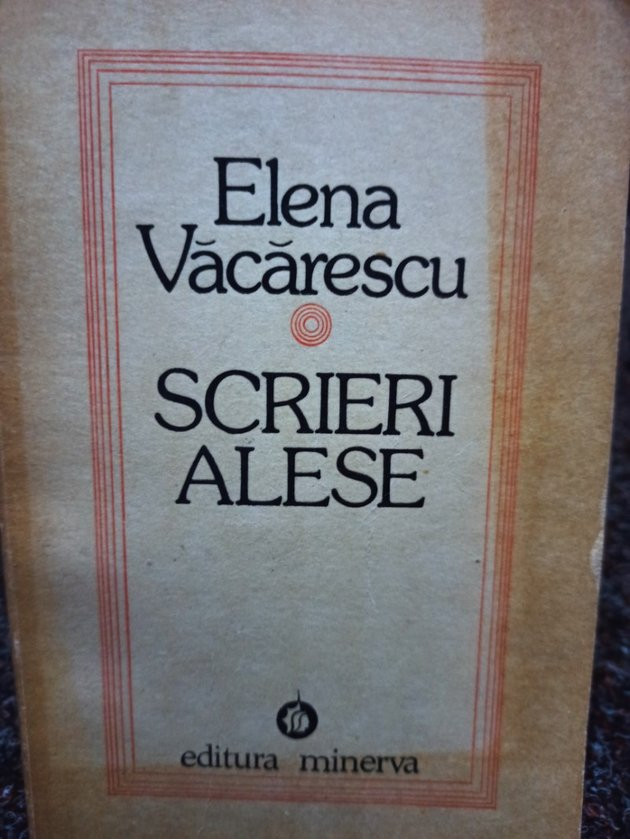 Elena
Văcărescu
SCRIERI
ALESE
editura minerva